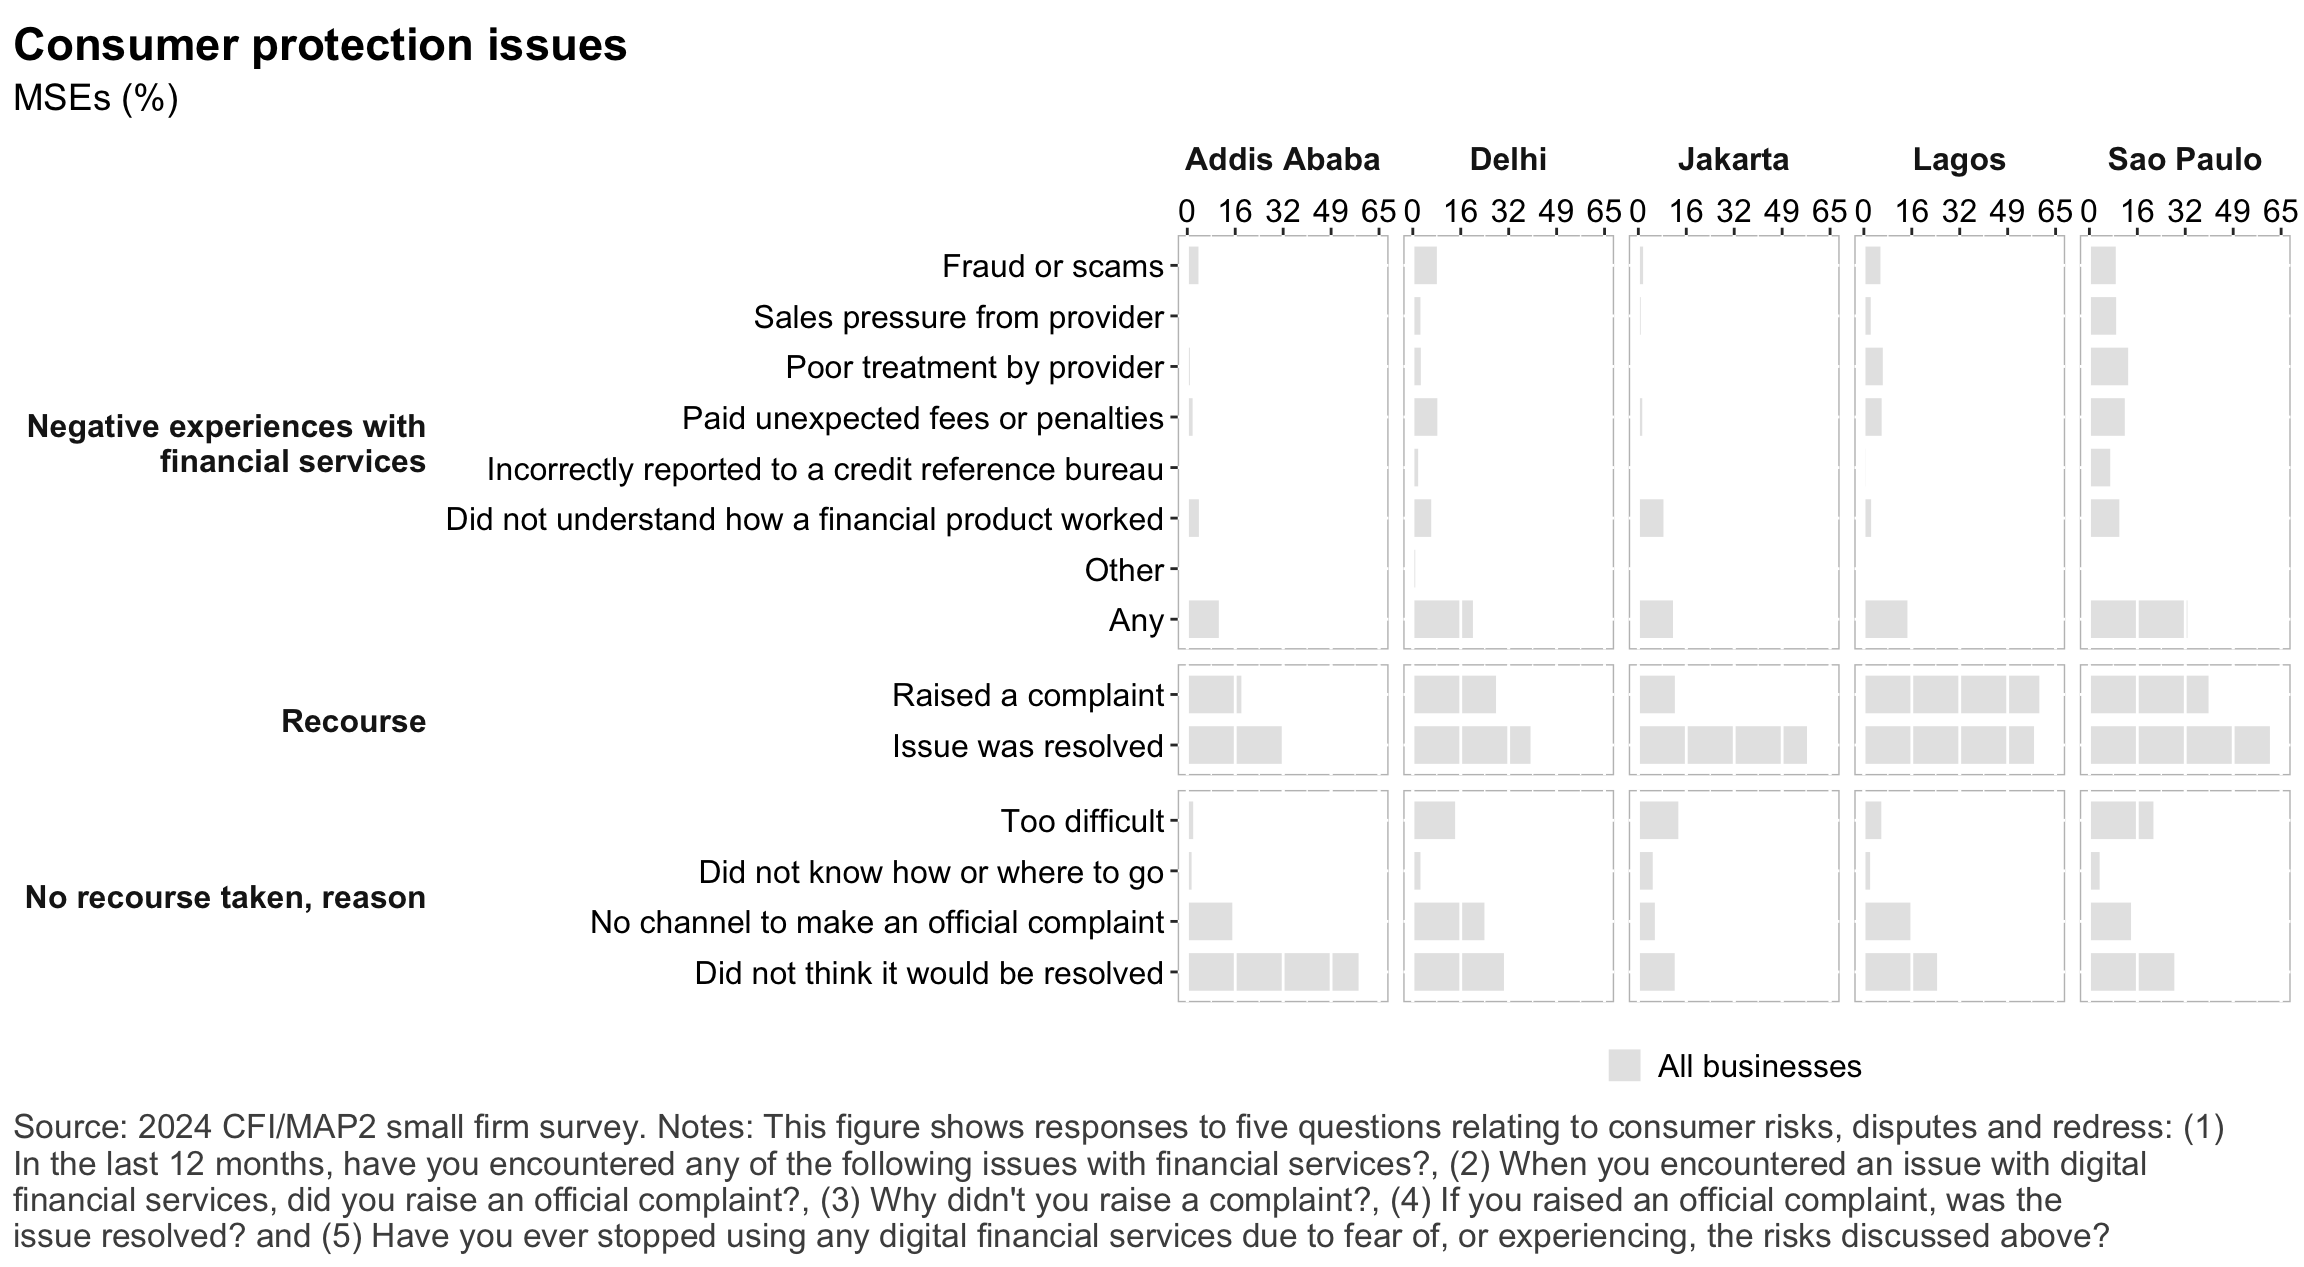 Consumer protection issues
MSEs (%)
Addis Ababa Delhi Jakarta Lagos Sao Paulo
0 16 32 49 65 0 16 32 49 65 0 16 32 49 65 0 16 32 49 65 0 16 32 49 65
Fraud or scams
Sales pressure from provider
Poor treatment by provider
Negative experiences with
financial services
Paid unexpected fees or penalties
Incorrectly reported to a credit reference bureau
Did not understand how a financial product worked
Other
Any
Recourse
Raised a complaint
Issue was resolved
No recourse taken, reason
Too difficult
Did not know how or where to go
No channel to make an official complaint
Did not think it would be resolved
All businesses
Source: 2024 CFI/MAP2 small firm survey. Notes: This figure shows responses to five questions relating to consumer risks, disputes and redress: (1)
In the last 12 months, have you encountered any of the following issues with financial services?, (2) When you encountered an issue with digital
financial services, did you raise an official complaint?, (3) Why didn't you raise a complaint?, (4) If you raised an official complaint, was the
issue resolved? and (5) Have you ever stopped using any digital financial services due to fear of, or experiencing, the risks discussed above?